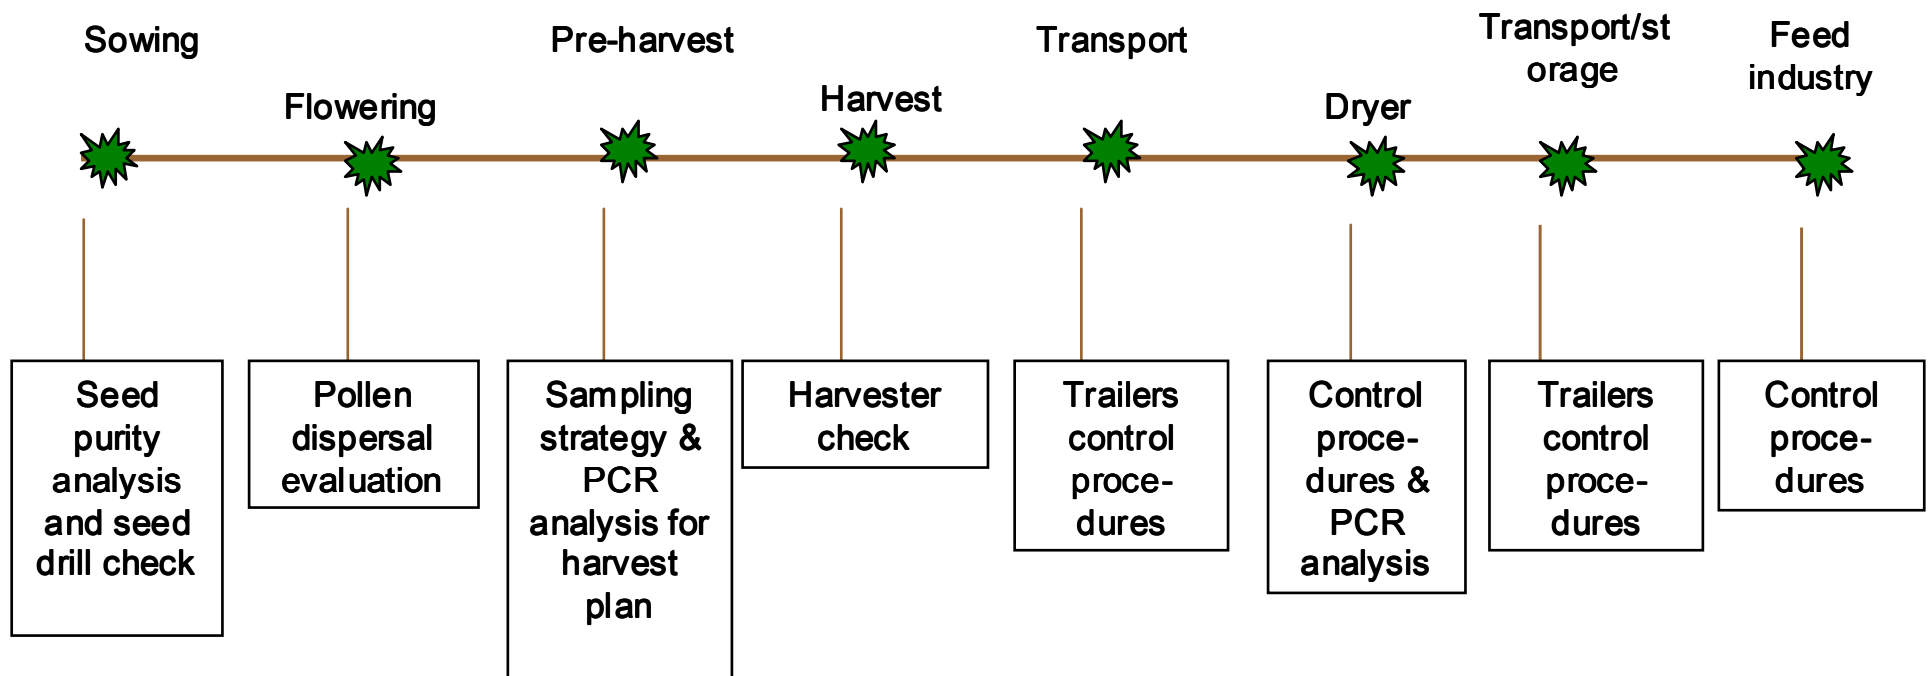 Sowing
Flowering
Pre-harvest
Harvest
Transport
Dryer
Transport/st
orage
Feed
industry
Seed
purity
analysis
and seed
drill check
Pollen
dispersal
evaluation
Sampling
strategy &
PCR
analysis for
harvest
plan
Harvester
check
Trailers
control
proce-
dures
Control
proce-
dures &
PCR
analysis
Trailers
control
proce-
dures
Control
proce-
dures